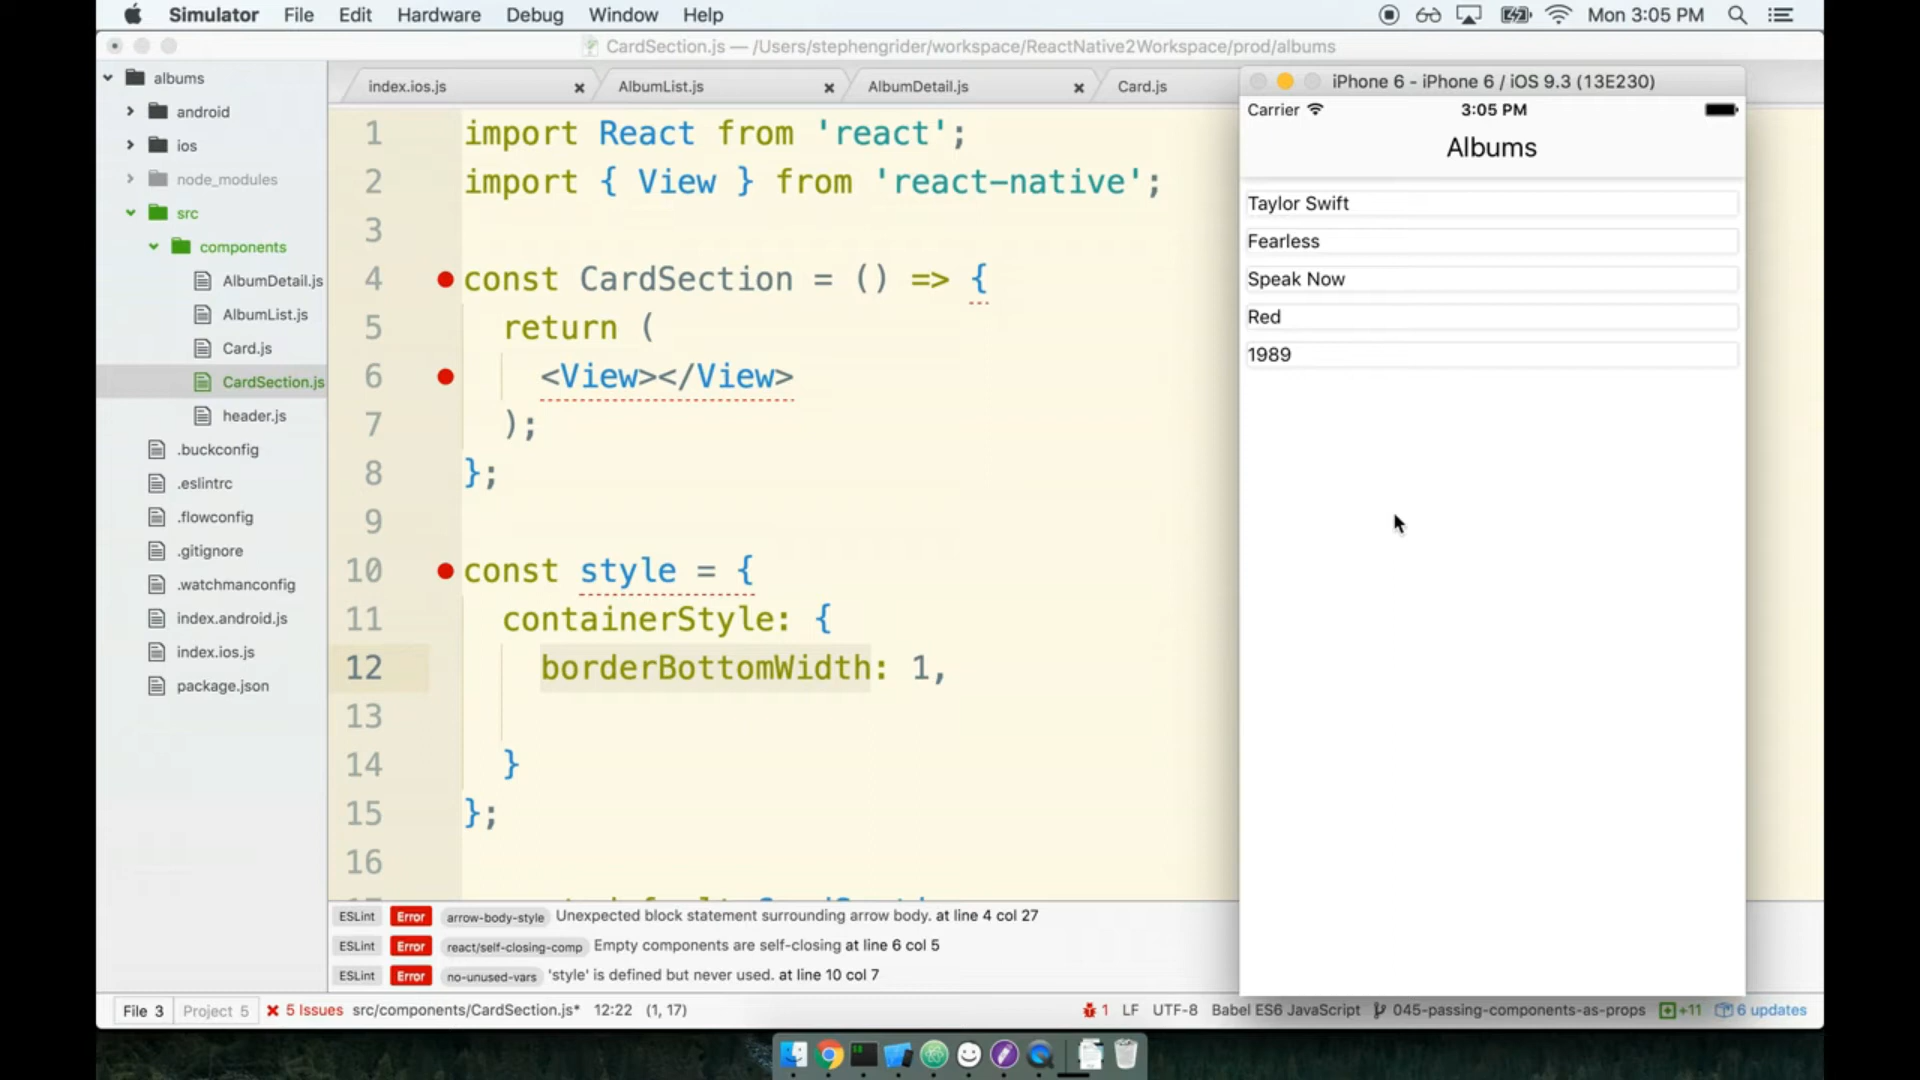 Simulator File Edit Hardware Debug Window Help Mon 3:05 PM
CardSection.js — /Users/stephengrider/workspace/ReactNative2Workspace/prod/albums
albums
android
ios
node_modules
src
components
AlbumDetail.js
AlbumList.js
Card.js
CardSection.js
header.js
.buckconfig
.eslintrc
.flowconfig
.gitignore
.watchmanconfig
index.android.js
index.ios.js
package.json
index.ios.js AlbumList.js AlbumDetail.js Card.js
1 import React from 'react';
2 import { View } from 'react-native';
3
4 const CardSection = () => {
5 return (
6 <View></View>
7 );
8 };
9
10 const style = {
11 containerStyle: {
12 borderBottomWidth: 1,
13
14 }
15 };
16
ESLint Error arrow-body-style Unexpected block statement surrounding arrow body. at line 4 col 27
ESLint Error react/self-closing-comp Empty components are self-closing at line 6 col 5
ESLint Error no-unused-vars 'style' is defined but never used. at line 10 col 7
File 3 Project 5 5 Issues src/components/CardSection.js* 12:22 (1, 17) 1 LF UTF-8 Babel ES6 JavaScript 045-passing-components-as-props +11 6 updates
iPhone 6 - iPhone 6 / iOS 9.3 (13E230)
Carrier 3:05 PM
Albums
Taylor Swift
Fearless
Speak Now
Red
1989